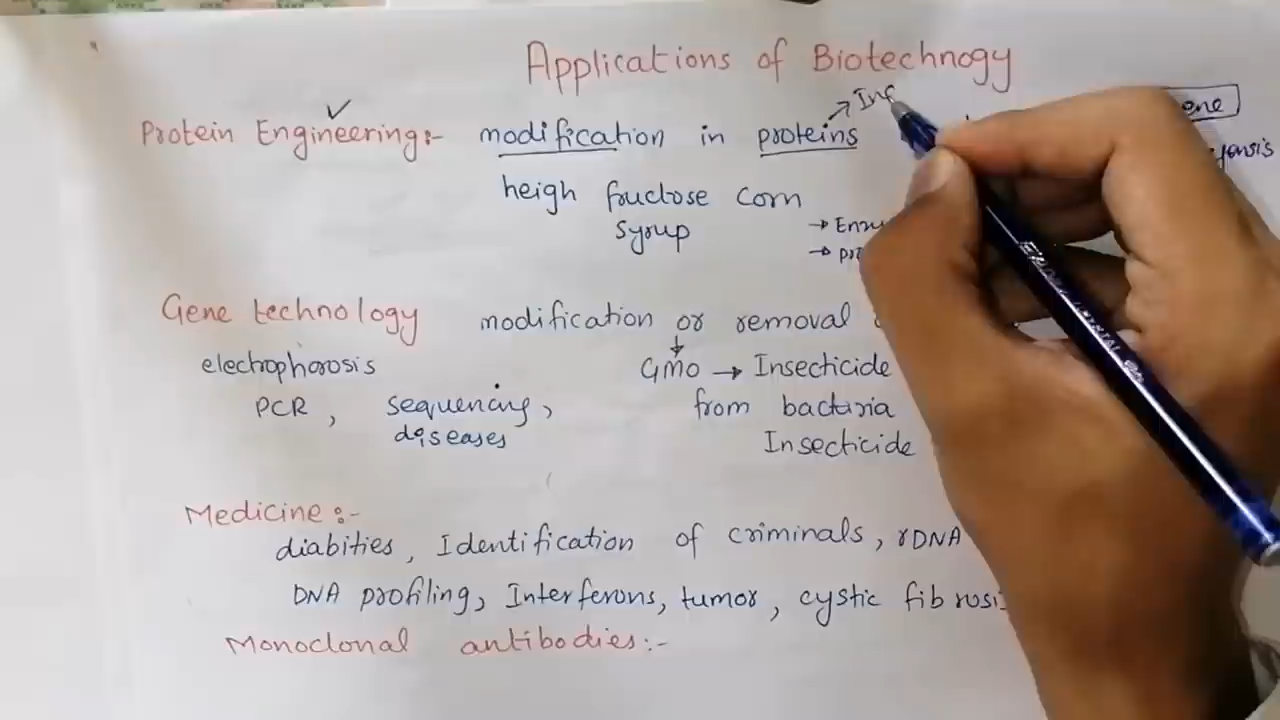 Applications of Biotechnogy
Protein Engineering:- modification in proteins
heigh fructose corn
syrup
Gene technology modification or removal
electrophorosis GMO → Insecticide
PCR, sequencing, from bacturia
diseases Insecticide
Medicine:-
diabities, Identification of criminals, rDNA
DNA profiling, Interferons, tumor, cystic fibrosis
Monoclonal antibodies:-